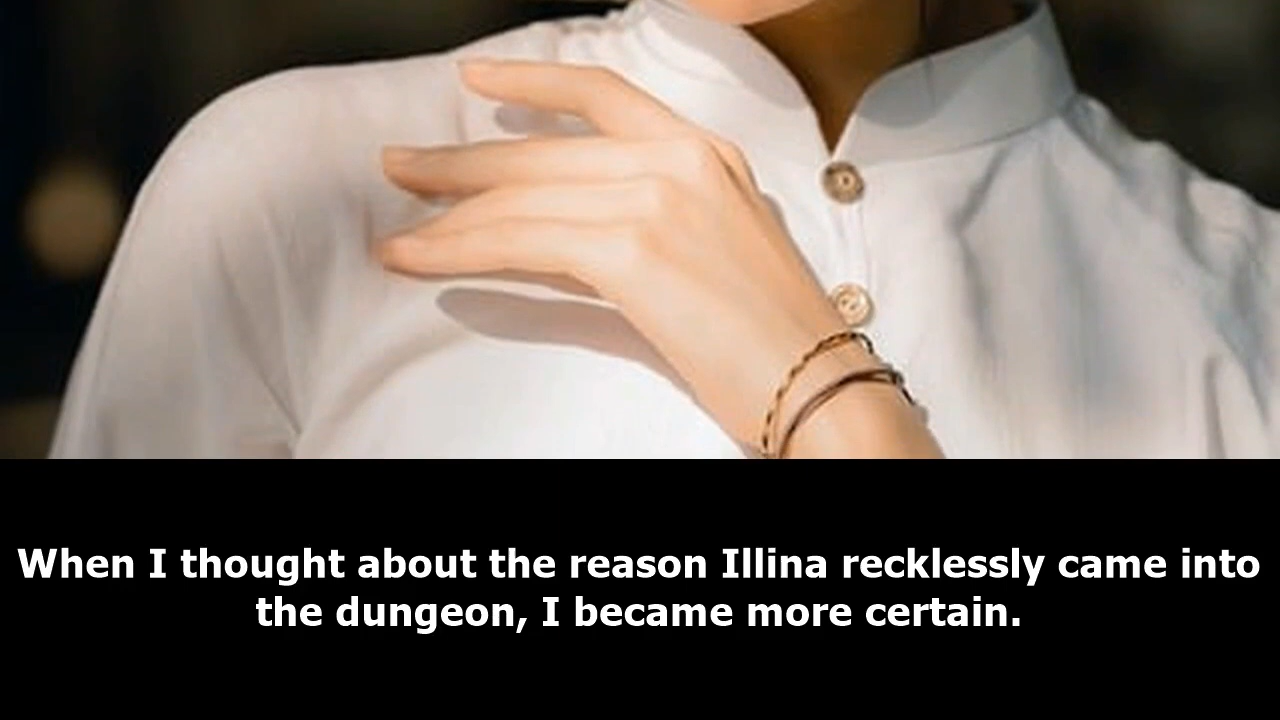 When I thought about the reason Illina recklessly came into
the dungeon, I became more certain.